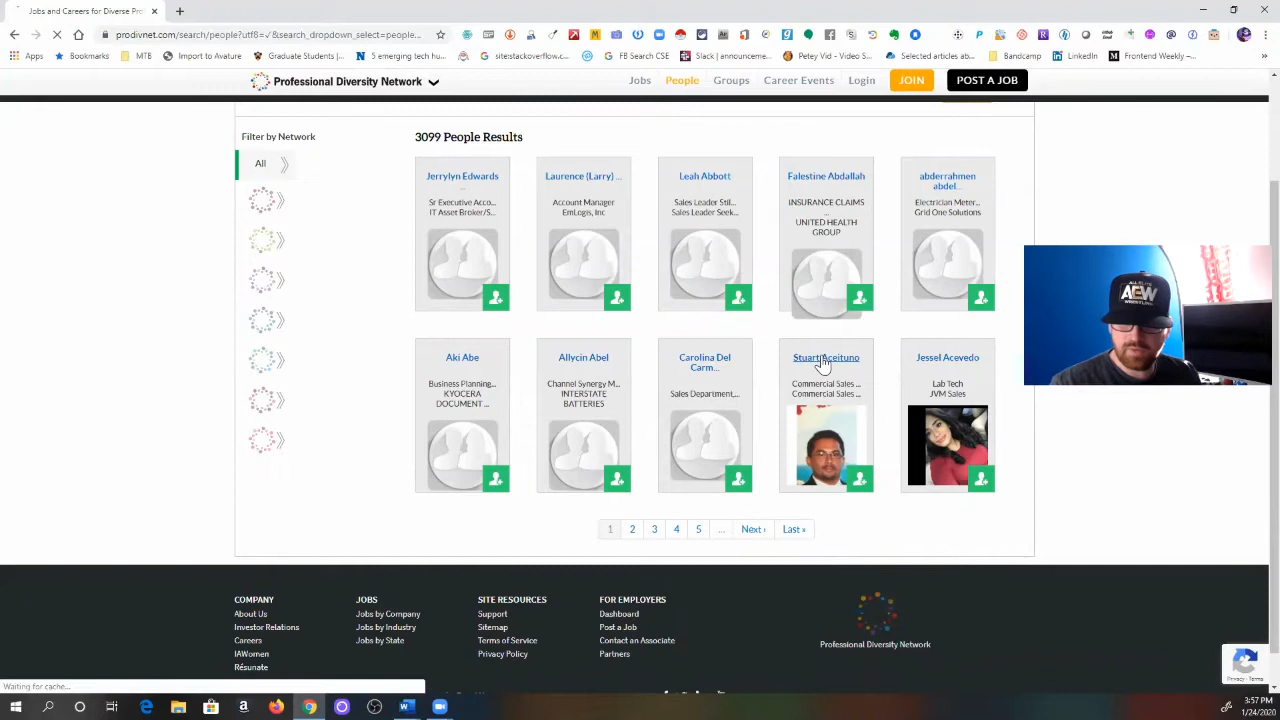 Jobs and Careers for Diverse Pro
prodivnet.com/search/people?utf8=✓&search_dropdown_select=people...
Apps
Bookmarks
MTB
Import to Avature
Graduate Students |...
5 emerging tech hu...
sitestackoverflow.c...
FB Search CSE
Slack | announceme...
Petey Vid - Video S...
Selected articles ab...
Bandcamp
LinkedIn
Frontend Weekly –...
Professional Diversity Network
Jobs
People
Groups
Career Events
Login
JOIN
POST A JOB
Filter by Network
All
3099 People Results
Jerrylyn Edwards
...
Sr Executive Acco...
IT Asset Broker/S...
Laurence (Larry) ...
Account Manager
EmLogis, Inc
Leah Abbott
Sales Leader Stil...
Sales Leader Seek...
Falestine Abdallah
INSURANCE CLAIMS
...
UNITED HEALTH
GROUP
abderrahmen
abdel...
Electrician Meter...
Grid One Solutions
Aki Abe
Business Planning...
KYOCERA
DOCUMENT ...
Allycin Abel
Channel Synergy M...
INTERSTATE
BATTERIES
Carolina Del
Carm...
Sales Department,...
Stuart Aceituno
Commercial Sales ...
Commercial Sales ...
Jessel Acevedo
Lab Tech
JVM Sales
ALL ELITE
AEW
WRESTLING
1 2 3 4 5 ... Next › Last »
COMPANY
About Us
Investor Relations
Careers
IAWomen
Résunate
JOBS
Jobs by Company
Jobs by Industry
Jobs by State
SITE RESOURCES
Support
Sitemap
Terms of Service
Privacy Policy
FOR EMPLOYERS
Dashboard
Post a Job
Contact an Associate
Partners
Professional Diversity Network
Privacy - Terms
Waiting for cache...
3:57 PM
1/24/2020